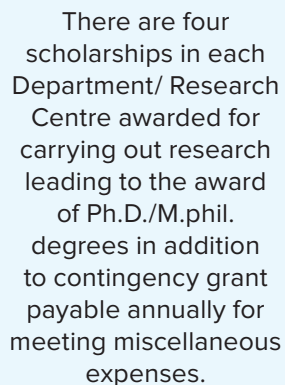 There are four
scholarships in each
Department/ Research
Centre awarded for
carrying out research
leading to the award
of Ph.D./M.phil.
degrees in addition
to contingency grant
payable annually for
meeting miscellaneous
expenses.